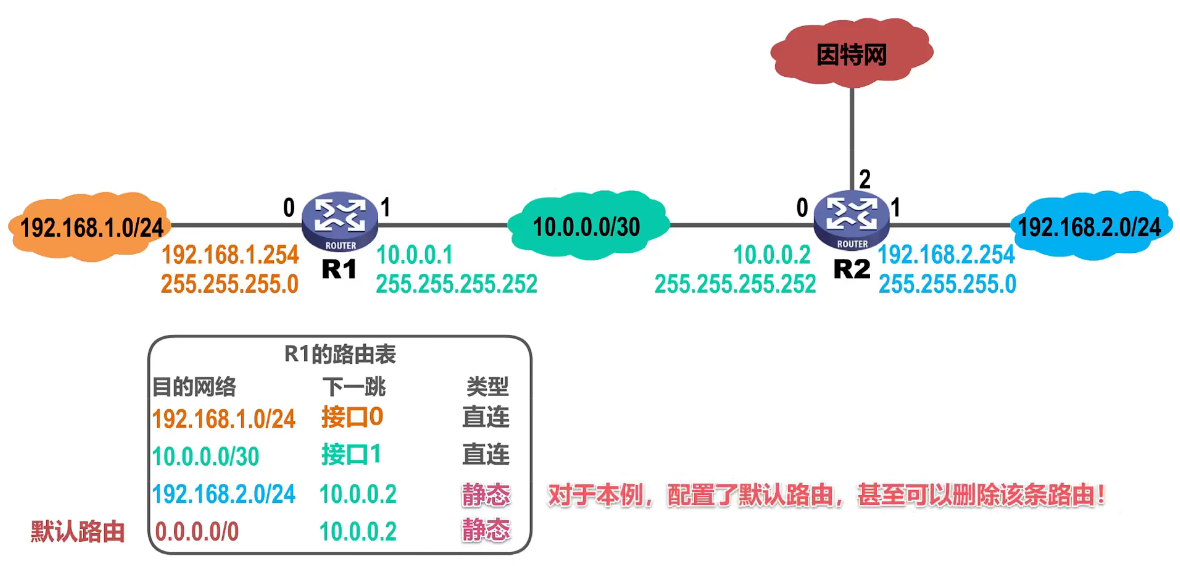 因特网
2
0
1
0
1
192.168.1.0/24
10.0.0.0/30
192.168.2.0/24
ROUTER
ROUTER
192.168.1.254
255.255.255.0
R1
10.0.0.1
255.255.255.252
10.0.0.2
255.255.255.252
R2
192.168.2.254
255.255.255.0
R1的路由表
目的网络 下一跳 类型
192.168.1.0/24 接口0 直连
10.0.0.0/30 接口1 直连
192.168.2.0/24 10.0.0.2 静态 对于本例，配置了默认路由，甚至可以删除该条路由！
默认路由 0.0.0.0/0 10.0.0.2 静态